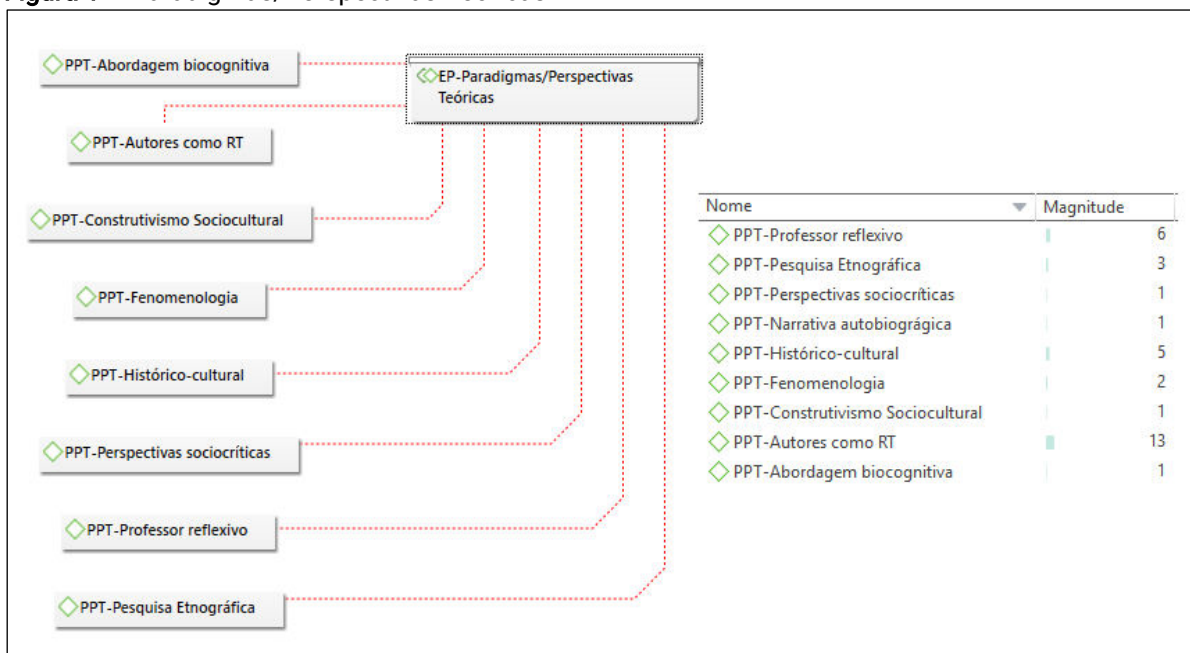 PPT-Abordagem biocognitiva
EP-Paradigmas/Perspectivas
Teóricas
PPT-Autores como RT
PPT-Construtivismo Sociocultural
PPT-Fenomenologia
PPT-Histórico-cultural
PPT-Perspectivas sociocríticas
PPT-Professor reflexivo
PPT-Pesquisa Etnográfica
Nome Magnitude
PPT-Professor reflexivo 6
PPT-Pesquisa Etnográfica 3
PPT-Perspectivas sociocríticas 1
PPT-Narrativa autobiográgica 1
PPT-Histórico-cultural 5
PPT-Fenomenologia 2
PPT-Construtivismo Sociocultural 1
PPT-Autores como RT 13
PPT-Abordagem biocognitiva 1